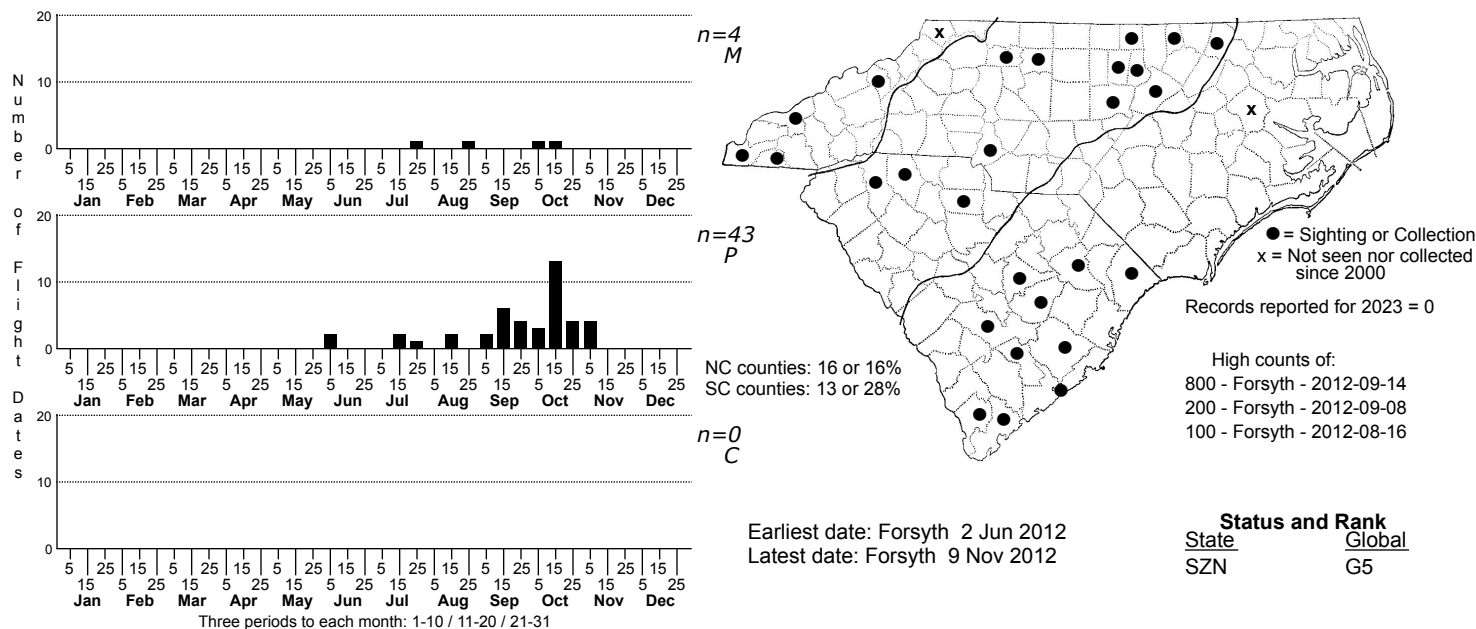 Number of Flight Dates
20
10
0
n=4
M
5 15 25 5 15 25 5 15 25 5 15 25 5 15 25 5 15 25 5 15 25 5 15 25 5 15 25 5 15 25 5 15 25 5 15 25
Jan Feb Mar Apr May Jun Jul Aug Sep Oct Nov Dec
20
10
0
n=43
P
5 15 25 5 15 25 5 15 25 5 15 25 5 15 25 5 15 25 5 15 25 5 15 25 5 15 25 5 15 25 5 15 25 5 15 25
Jan Feb Mar Apr May Jun Jul Aug Sep Oct Nov Dec
20
10
0
n=0
C
5 15 25 5 15 25 5 15 25 5 15 25 5 15 25 5 15 25 5 15 25 5 15 25 5 15 25 5 15 25 5 15 25 5 15 25
Jan Feb Mar Apr May Jun Jul Aug Sep Oct Nov Dec
Three periods to each month: 1-10 / 11-20 / 21-31
x
x
= Sighting or Collection
x = Not seen nor collected
since 2000
Records reported for 2023 = 0
NC counties: 16 or 16%
SC counties: 13 or 28%
High counts of:
800 - Forsyth - 2012-09-14
200 - Forsyth - 2012-09-08
100 - Forsyth - 2012-08-16
Earliest date: Forsyth 2 Jun 2012
Latest date: Forsyth 9 Nov 2012
Status and Rank
State Global
SZN G5